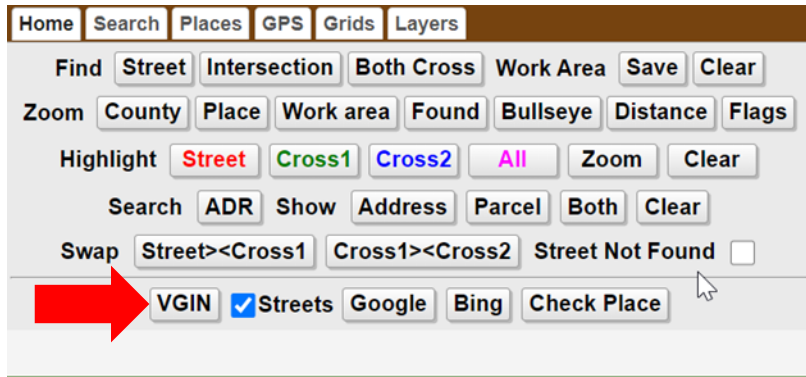 Home Search Places GPS Grids Layers
Find Street Intersection Both Cross Work Area Save Clear
Zoom County Place Work area Found Bullseye Distance Flags
Highlight Street Cross1 Cross2 All Zoom Clear
Search ADR Show Address Parcel Both Clear
Swap Street><Cross1 Cross1><Cross2 Street Not Found
VGIN Streets Google Bing Check Place